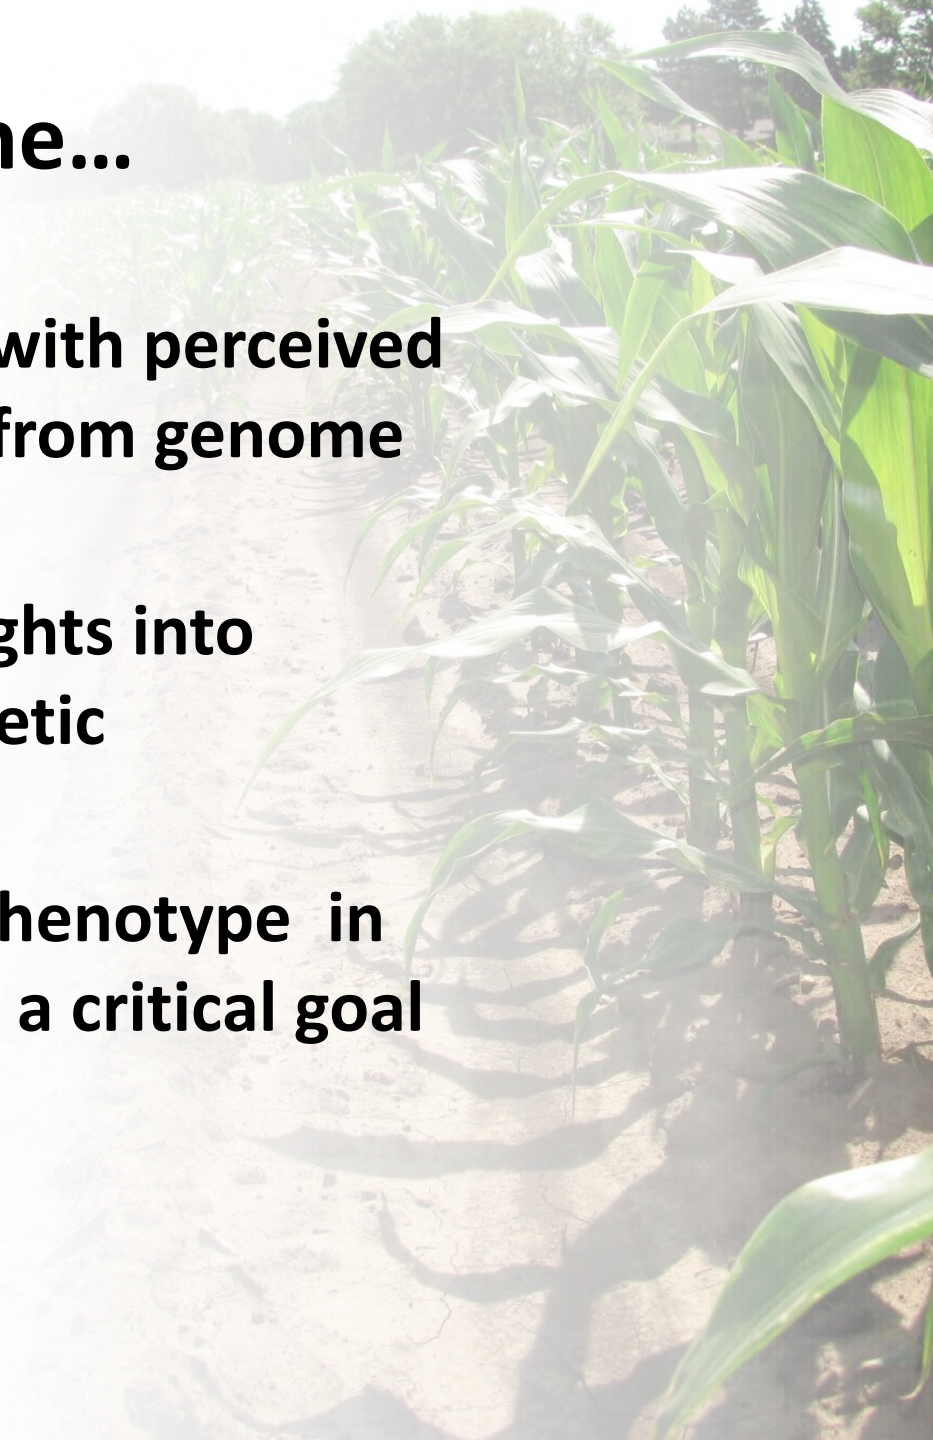 ne...
with perceived
from genome
ghts into
etic
henotype in
a critical goal